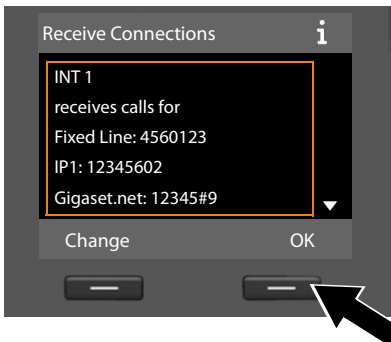 Receive Connections i
INT 1
receives calls for
Fixed Line: 4560123
IP1: 12345602
Gigaset.net: 12345#9
Change OK